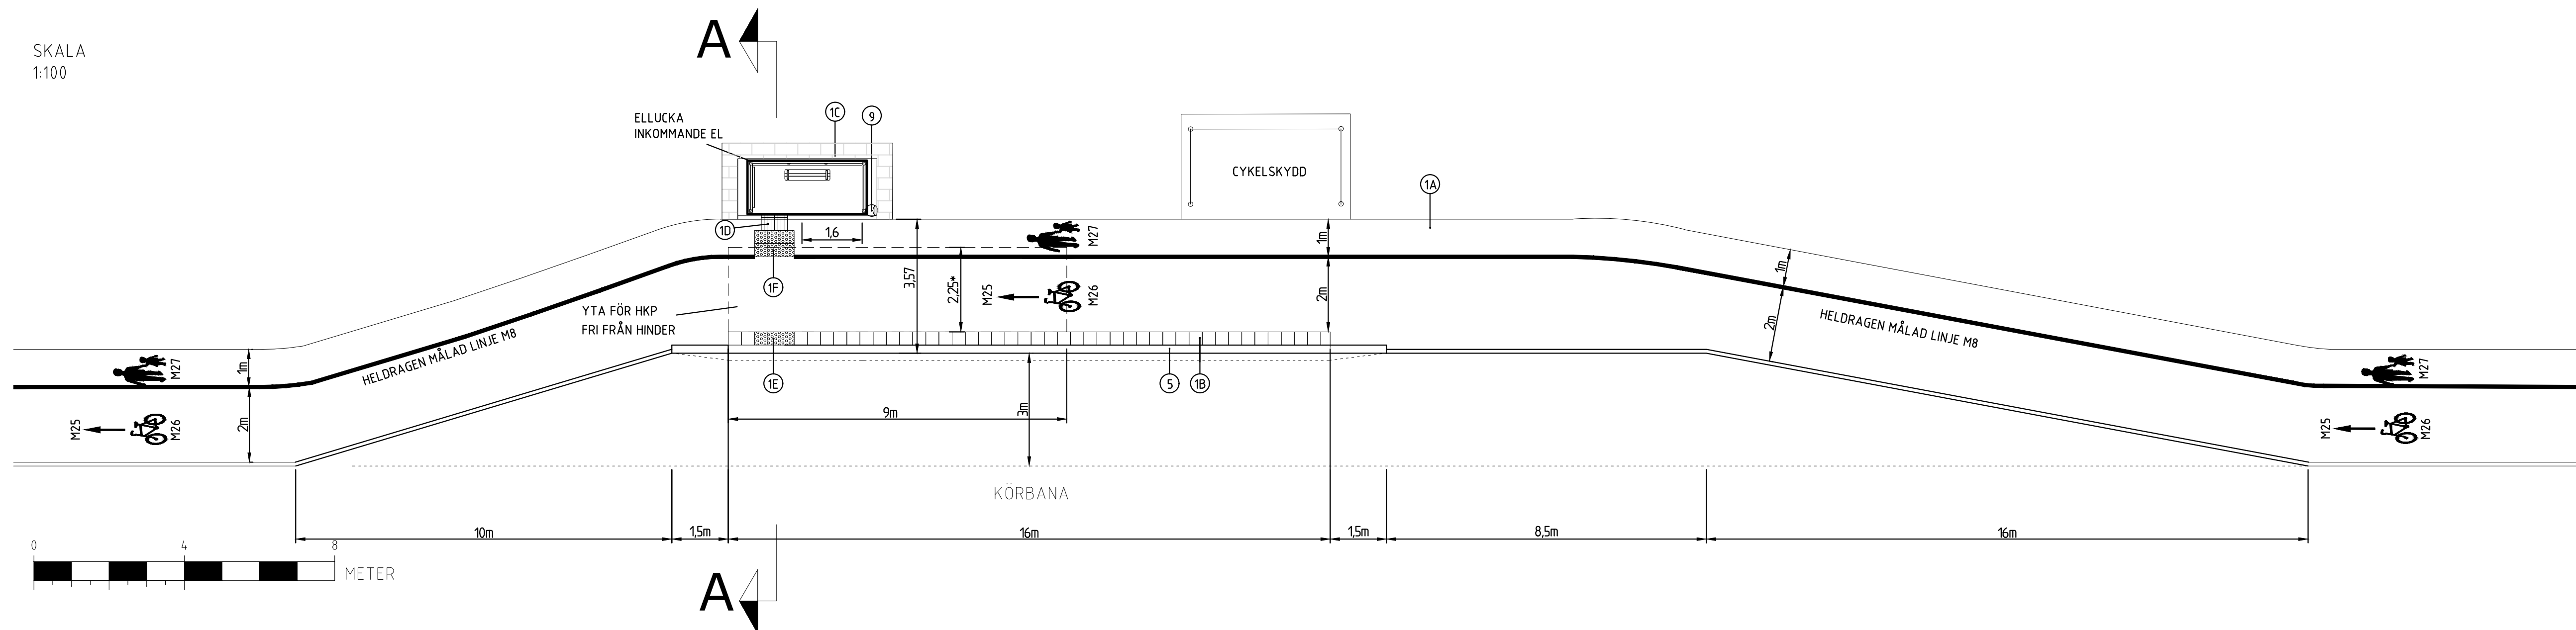 SKALA
1:100
A
ELLUCKA
INKOMMANDE EL
1C
9
CYKELSKYDD
1A
1D
1,6
M27
1m
1F
3,57
2,25*
M25
M26
2m
YTA FÖR HKP
FRI FRÅN HINDER
HELDRAGEN MÅLAD LINJE M8
1m
2m
HELDRAGEN MÅLAD LINJE M8
M27
1m
M25
M26
2m
M27
M25
M26
1E
5
1B
9m
3m
KÖRBANA
10m
1,5m
16m
1,5m
8,5m
16m
0
4
8
METER
A